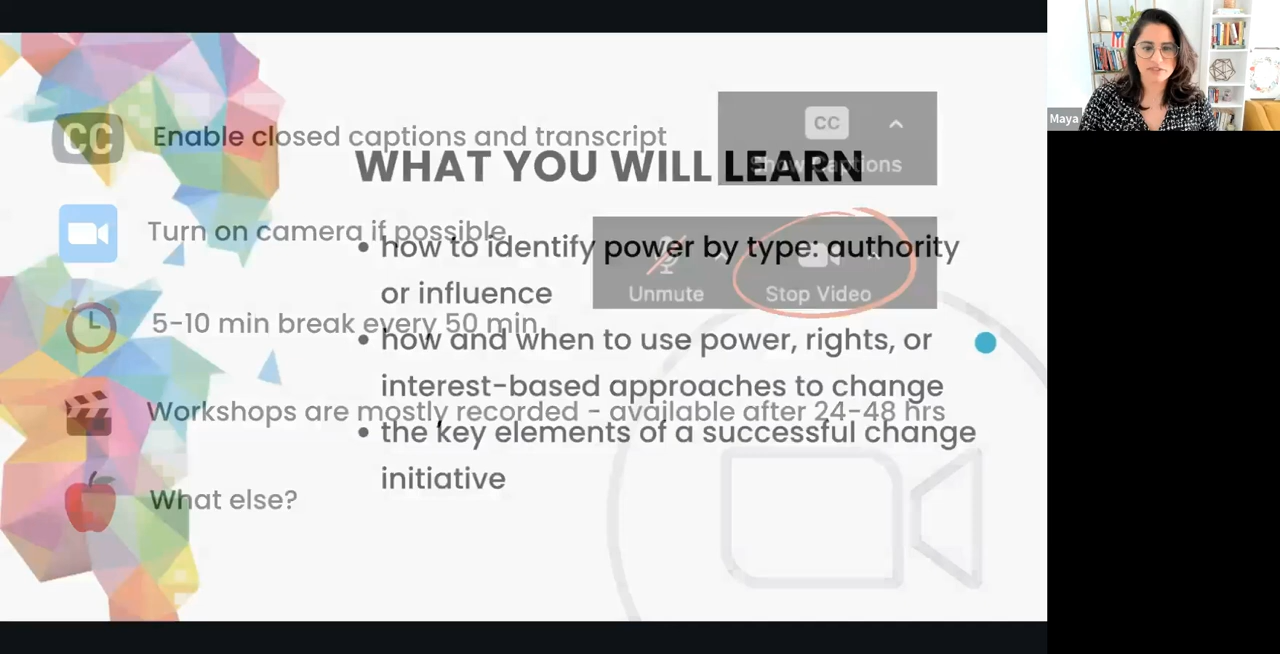 CC
Enable closed captions and transcript
CC
Show Captions
WHAT YOU WILL LEARN
Turn on camera if possible
Unmute
Stop Video
• how to identify power by type: authority
or influence
5-10 min break every 50 min
• how and when to use power, rights, or
interest-based approaches to change
Workshops are mostly recorded - available after 24-48 hrs
• the key elements of a successful change
initiative
What else?
Maya